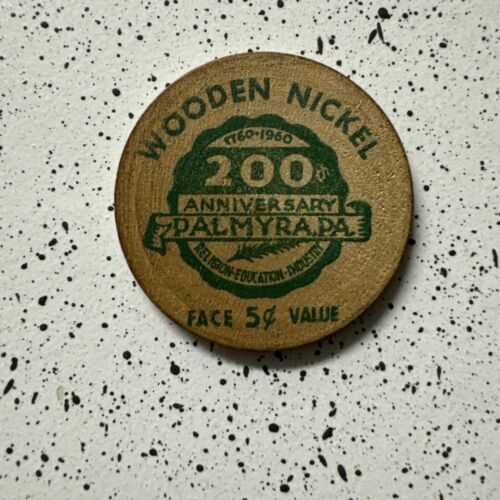 WOODEN NICKEL
1760-1960
200th
ANNIVERSARY
PALMYRA, PA.
RELIGION-EDUCATION-INDUSTRY
FACE 5¢ VALUE